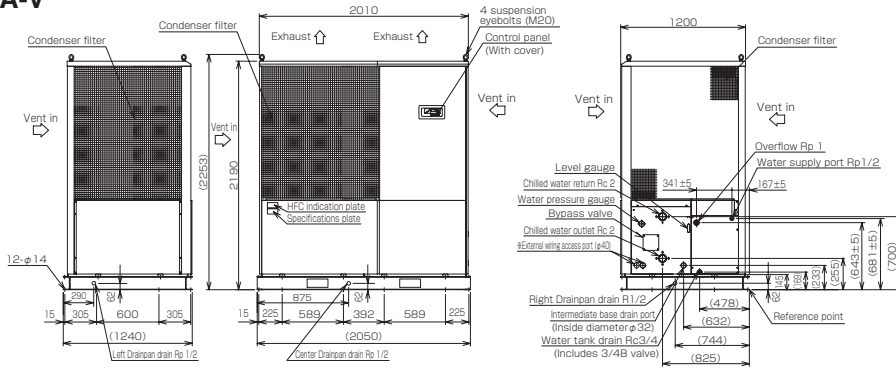 A-V
2010
4 suspension
eyebolts (M20)
Exhaust
Exhaust
Control panel
(With cover)
Condenser filter
Condenser filter
Vent in
Vent in
(2253)
2190
HFC indication plate
Specifications plate
12-φ14
290
62
15
305
600
305
(1240)
Left Drainpan drain Rp 1/2
875
62
15
225
589
392
589
225
(2050)
Center Drainpan drain Rp 1/2
1200
Condenser filter
Vent in
Vent in
Overflow Rp 1
Water supply port Rp1/2
Level gauge
341±5
167±5
Chilled water return Rc 2
Water pressure gauge
Bypass valve
Chilled water outlet Rc 2
※External wiring access port (φ40)
145
169
(233)
(255)
(643±5)
(681±5)
(700)
62
Right Drainpan drain R1/2
(478)
Reference point
Intermediate base drain port
(Inside diameter φ32)
(632)
Water tank drain Rc3/4
(Includes 3/4B valve)
(744)
(825)